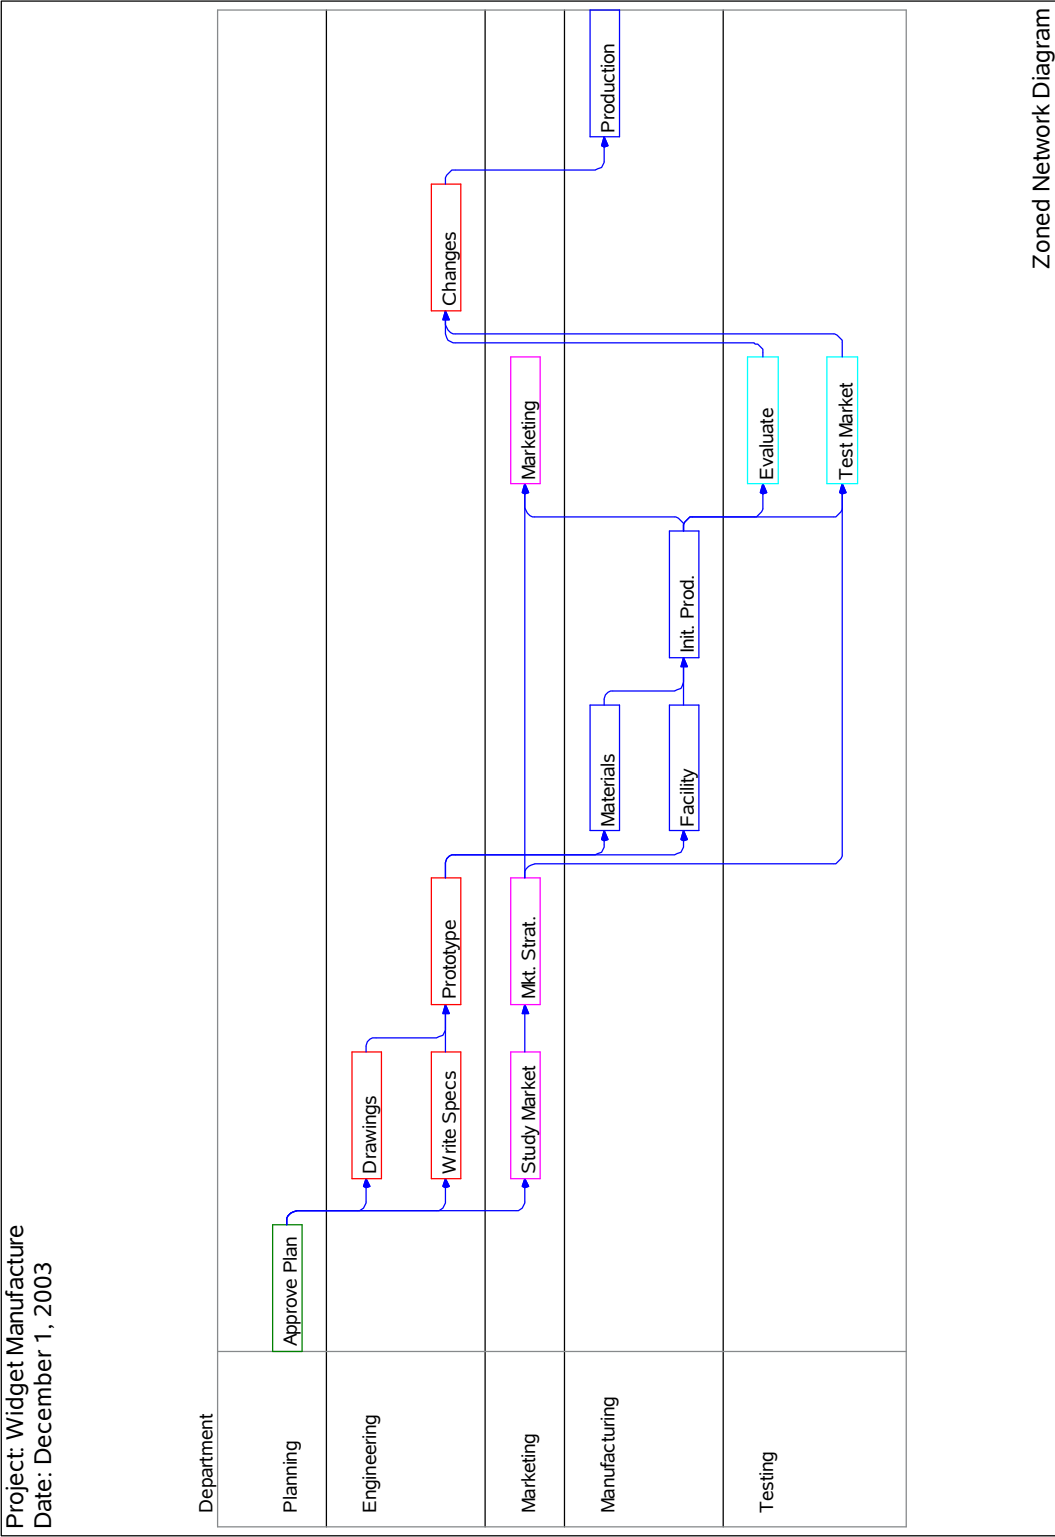 Project: Widget Manufacture
Date: December 1, 2003
Department
Planning
Approve Plan
Engineering
Drawings
Write Specs
Prototype
Changes
Marketing
Study Market
Mkt. Strat.
Marketing
Manufacturing
Materials
Production
Facility
Init. Prod.
Testing
Evaluate
Test Market
Zoned Network Diagram